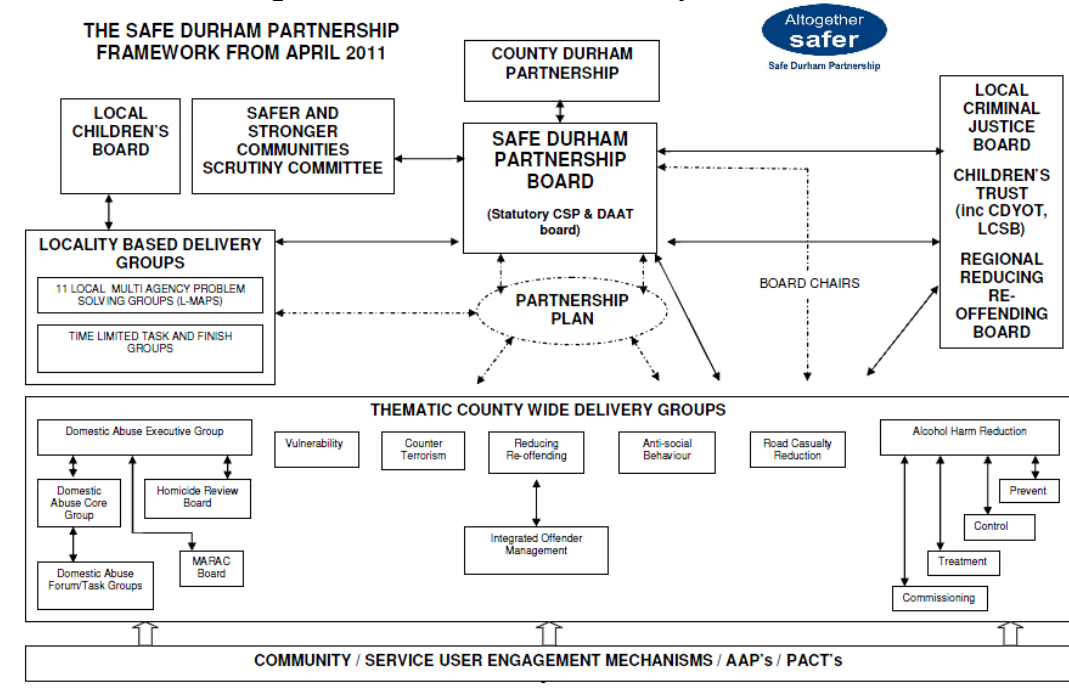 THE SAFE DURHAM PARTNERSHIP
FRAMEWORK FROM APRIL 2011
Altogether
safer
Safe Durham Partnership
COUNTY DURHAM
PARTNERSHIP
LOCAL
CHILDREN'S
BOARD
SAFER AND
STRONGER
COMMUNITIES
SCRUTINY COMMITTEE
SAFE DURHAM
PARTNERSHIP
BOARD
(Statutory CSP & DAAT
board)
LOCAL
CRIMINAL
JUSTICE
BOARD
CHILDREN'S
TRUST
(inc CDYOT,
LCSB)
REGIONAL
REDUCING
RE-
OFFENDING
BOARD
LOCALITY BASED DELIVERY
GROUPS
11 LOCAL MULTI AGENCY PROBLEM
SOLVING GROUPS (L-MAPS)
TIME LIMITED TASK AND FINISH
GROUPS
PARTNERSHIP
PLAN
BOARD CHAIRS
THEMATIC COUNTY WIDE DELIVERY GROUPS
Domestic Abuse Executive Group
Vulnerability
Counter
Terrorism
Reducing
Re-offending
Anti-social
Behaviour
Road Casualty
Reduction
Alcohol Harm Reduction
Domestic
Abuse Core
Group
Homicide Review
Board
MARAC
Board
Domestic Abuse
Forum/Task Groups
Integrated Offender
Management
Prevent
Control
Treatment
Commissioning
COMMUNITY / SERVICE USER ENGAGEMENT MECHANISMS / AAP's / PACT's